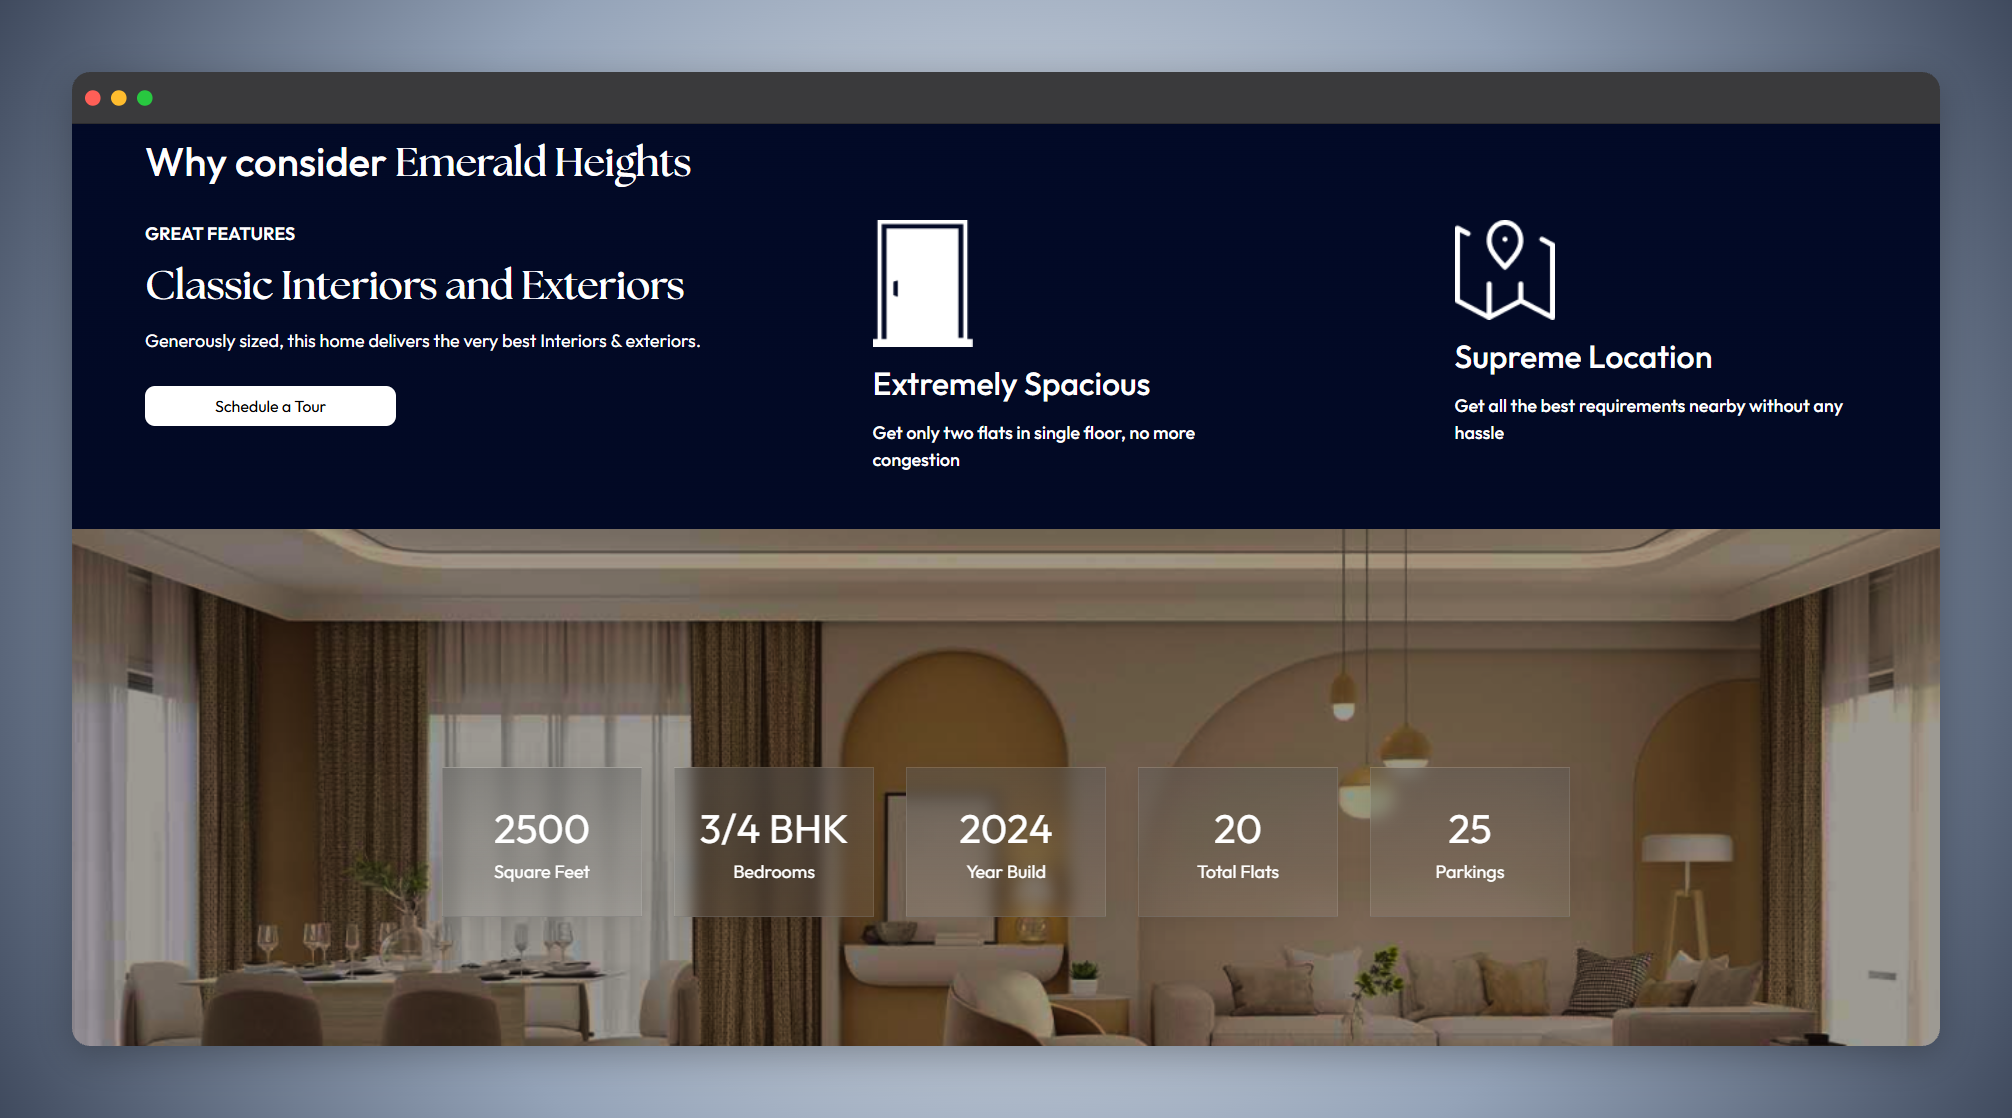 Why consider Emerald Heights
GREAT FEATURES
Classic Interiors and Exteriors
Generously sized, this home delivers the very best Interiors & exteriors.
Schedule a Tour
Extremely Spacious
Get only two flats in single floor, no more
congestion
Supreme Location
Get all the best requirements nearby without any
hassle
2500
Square Feet
3/4 BHK
Bedrooms
2024
Year Build
20
Total Flats
25
Parkings